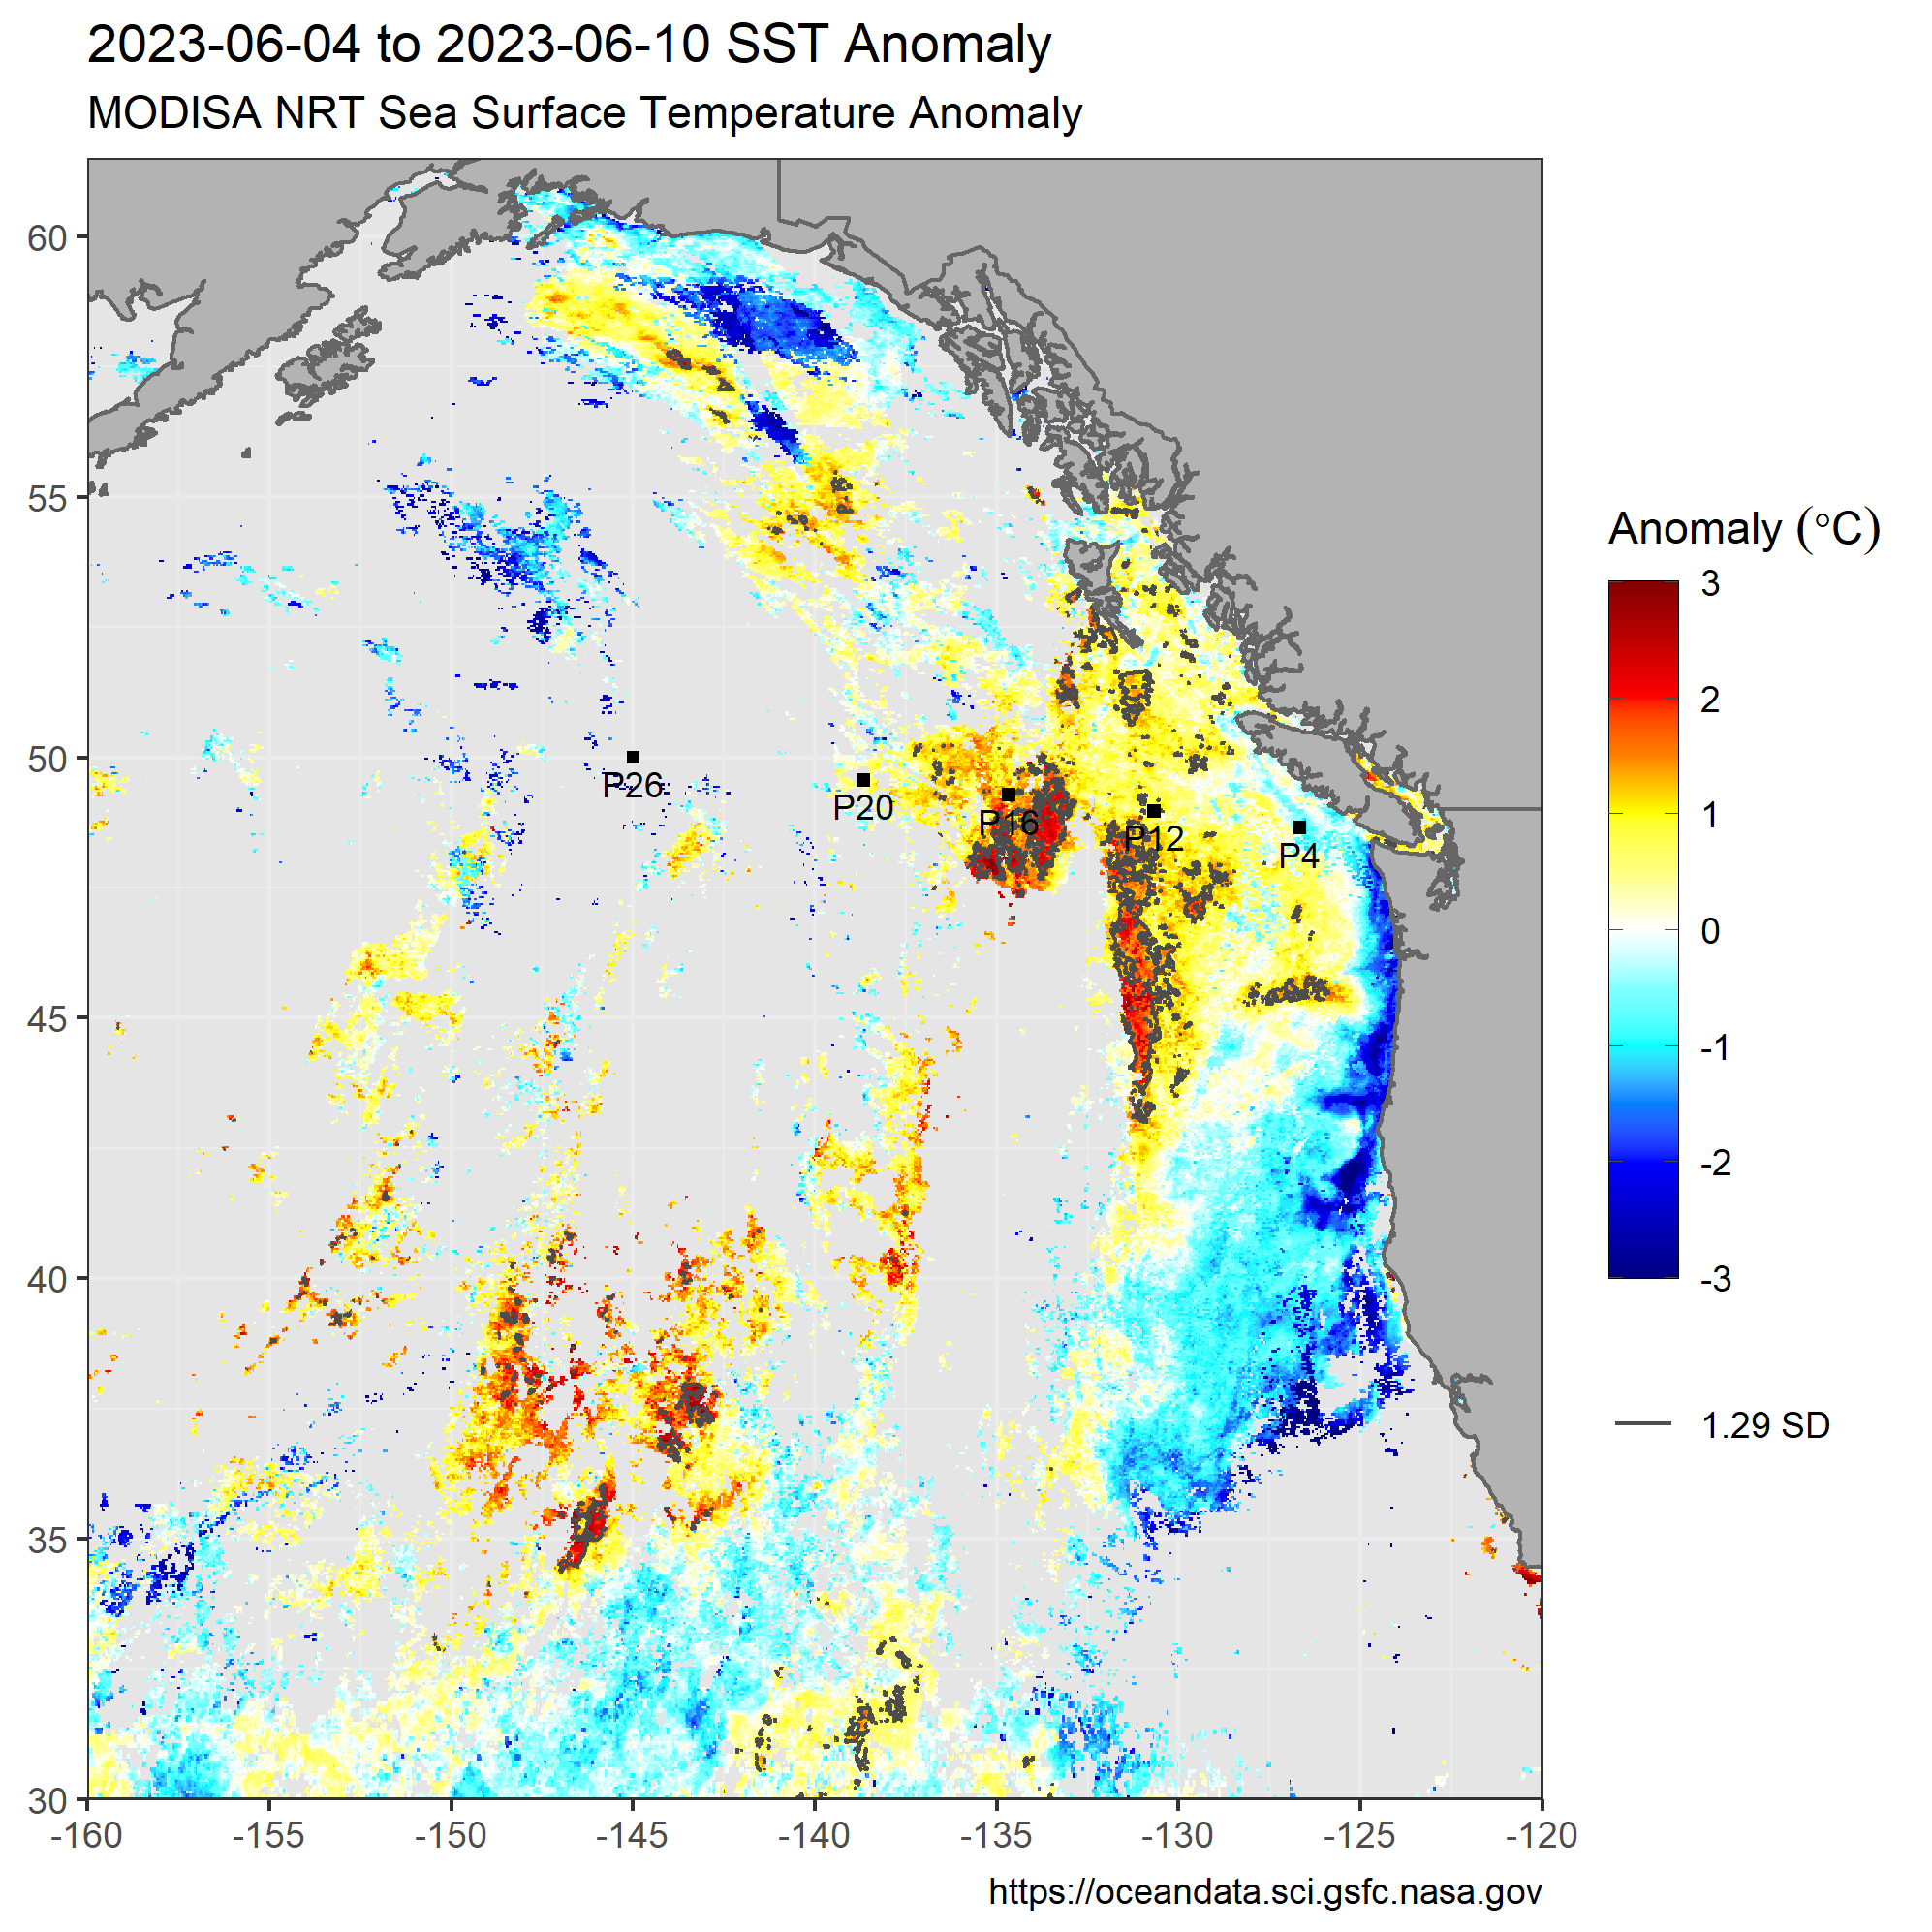 2023-06-04 to 2023-06-10 SST Anomaly
MODISA NRT Sea Surface Temperature Anomaly
60
55
50
45
40
35
30
P26
P20
P16
P12
P4
-160
-155
-150
-145
-140
-135
-130
-125
-120
Anomaly (°C)
3
2
1
0
-1
-2
-3
1.29 SD
https://oceandata.sci.gsfc.nasa.gov